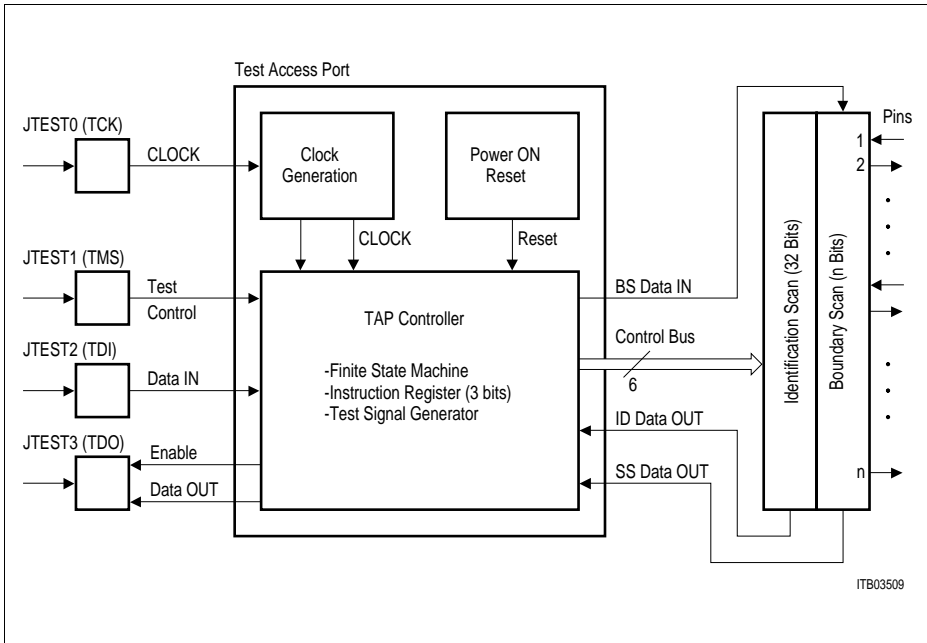 Test Access Port
JTEST0 (TCK)
CLOCK
Clock
Generation
Power ON
Reset
CLOCK
Reset
JTEST1 (TMS)
Test
Control
JTEST2 (TDI)
Data IN
JTEST3 (TDO)
Enable
Data OUT
TAP Controller
-Finite State Machine
-Instruction Register (3 bits)
-Test Signal Generator
BS Data IN
Control Bus
6
ID Data OUT
SS Data OUT
Identification Scan (32 Bits)
Boundary Scan (n Bits)
Pins
1
2
n
ITB03509